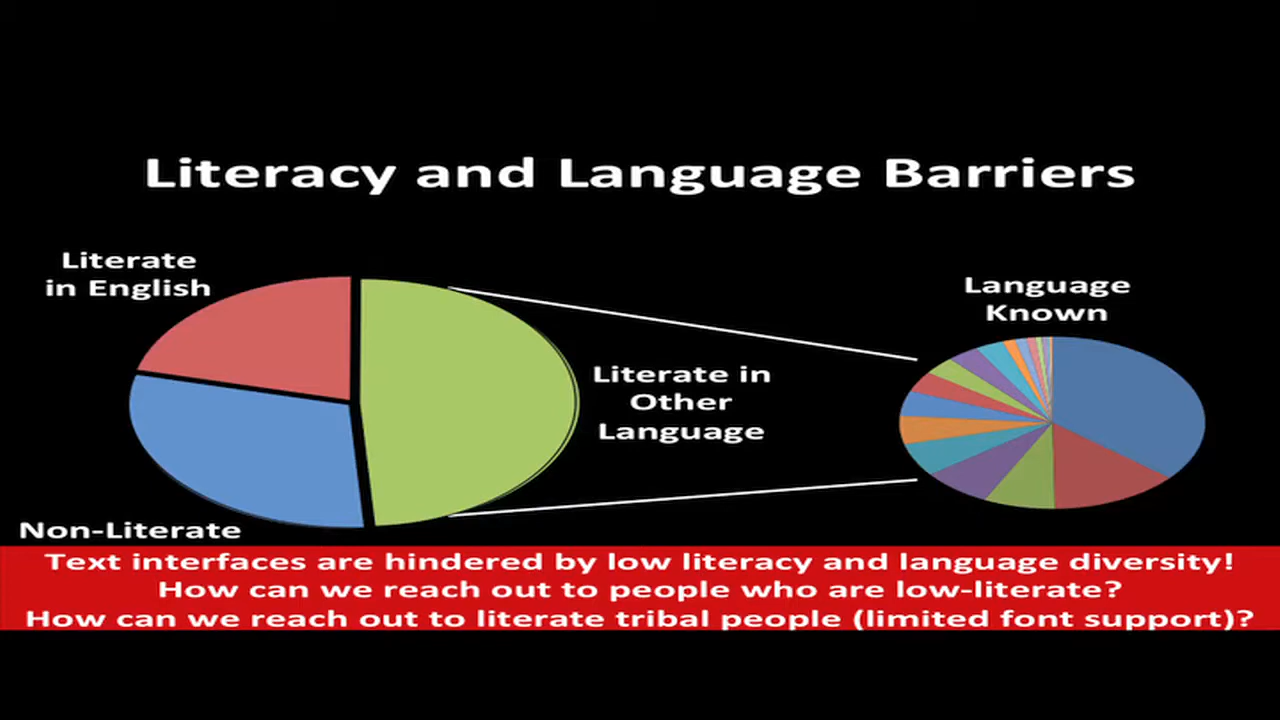 Literacy and Language Barriers
Literate
in English
Language
Known
Literate in
Other
Language
Non-Literate
Text interfaces are hindered by low literacy and language diversity!
How can we reach out to people who are low-literate?
How can we reach out to literate tribal people (limited font support)?